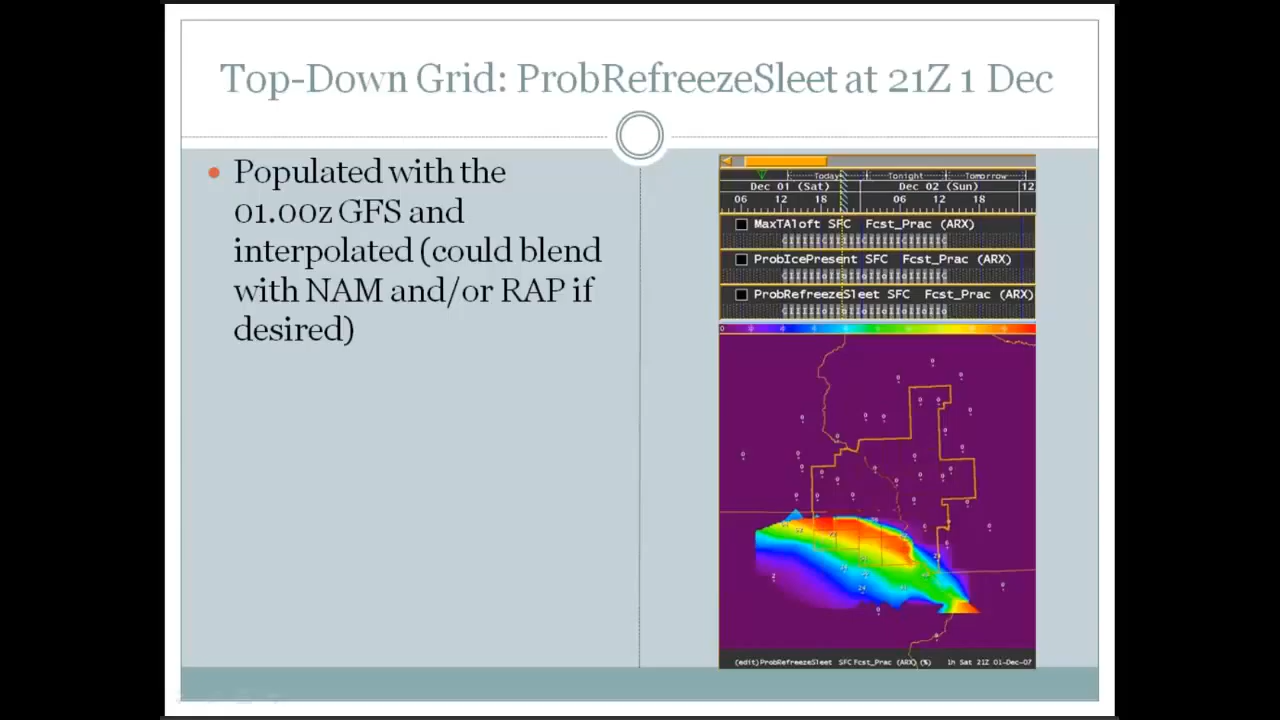 Top-Down Grid: ProbRefreezeSleet at 21Z 1 Dec
Populated with the
01.00z GFS and
interpolated (could blend
with NAM and/or RAP if
desired)
Today Tonight Tomorrow
Dec 01 (Sat) Dec 02 (Sun) 12
06 12 18 06 12 18
MaxTAloft SFC Fcst_Prac (ARX)
ProbIcePresent SFC Fcst_Prac (ARX)
ProbRefreezeSleet SFC Fcst_Prac (ARX)
(edit)ProbRefreezeSleet SFC Fcst_Prac (ARX) (%) 1h Sat 21Z 01-Dec-07